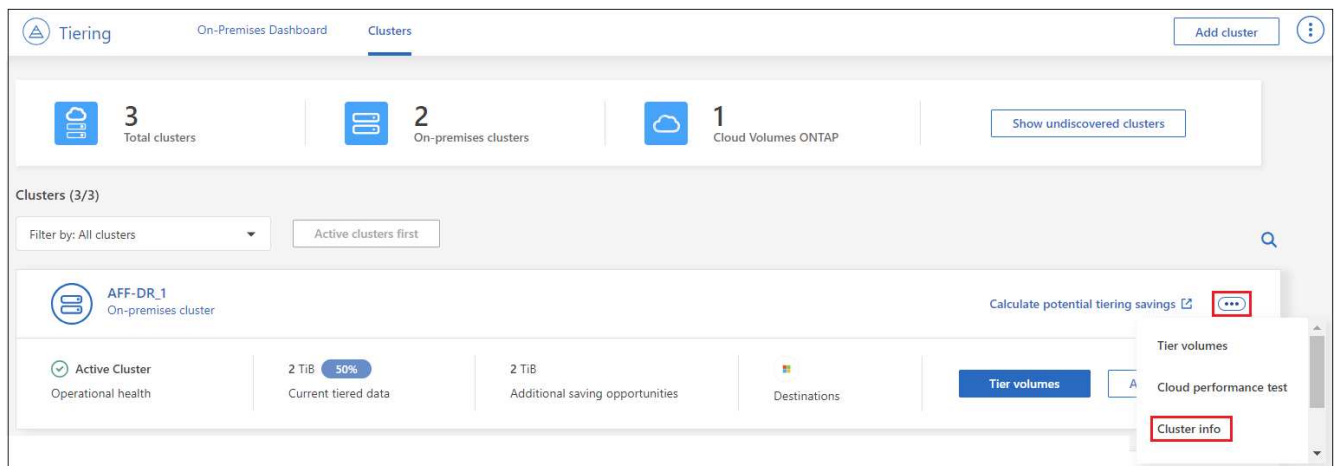 Tiering
On-Premises Dashboard
Clusters
Add cluster
3
Total clusters
2
On-premises clusters
1
Cloud Volumes ONTAP
Show undiscovered clusters
Clusters (3/3)
Filter by: All clusters
Active clusters first
AFF-DR_1
On-premises cluster
Calculate potential tiering savings
Active Cluster
Operational health
2 TiB 50%
Current tiered data
2 TiB
Additional saving opportunities
Destinations
Tier volumes
A
Tier volumes
Cloud performance test
Cluster info